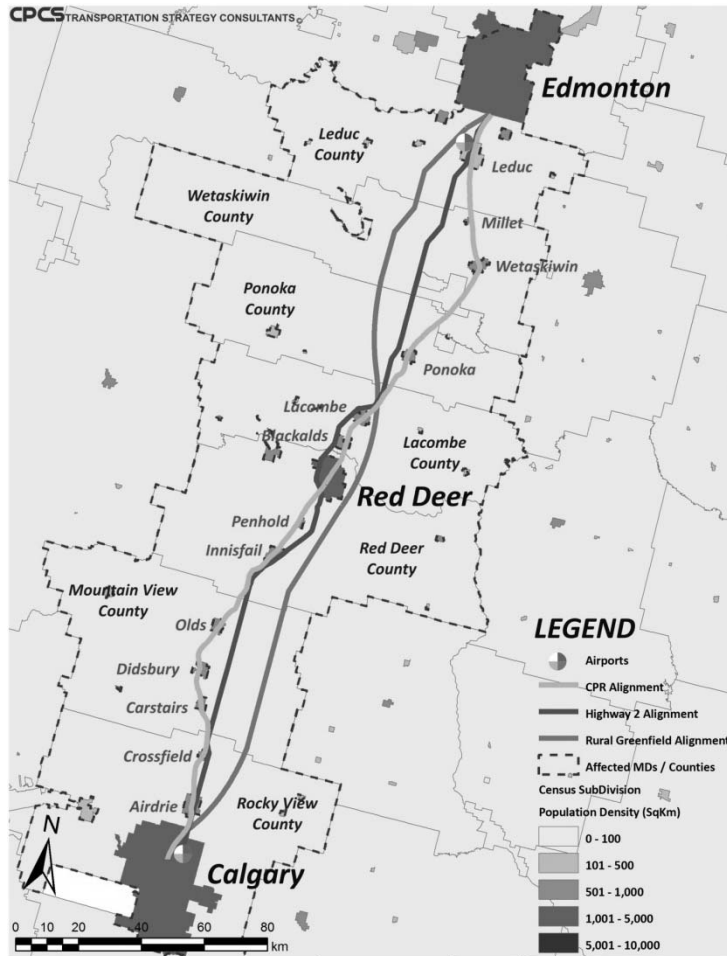 CPCS TRANSPORTATION STRATEGY CONSULTANTS
Edmonton
Leduc
County
Leduc
Wetaskiwin
County
Millet
Wetaskiwin
Ponoka
County
Ponoka
Lacombe
Blackalds
Lacombe
County
Red Deer
Penhold
Innisfail
Red Deer
County
Mountain View
County
Olds
Didsbury
Carstairs
Crossfield
Airdrie
Rocky View
County
Calgary
N
0 10 20 40 60 80
km
LEGEND
Airports
CPR Alignment
Highway 2 Alignment
Rural Greenfield Alignment
Affected MDs / Counties
Census SubDivision
Population Density (SqKm)
0 - 100
101 - 500
501 - 1,000
1,001 - 5,000
5,001 - 10,000